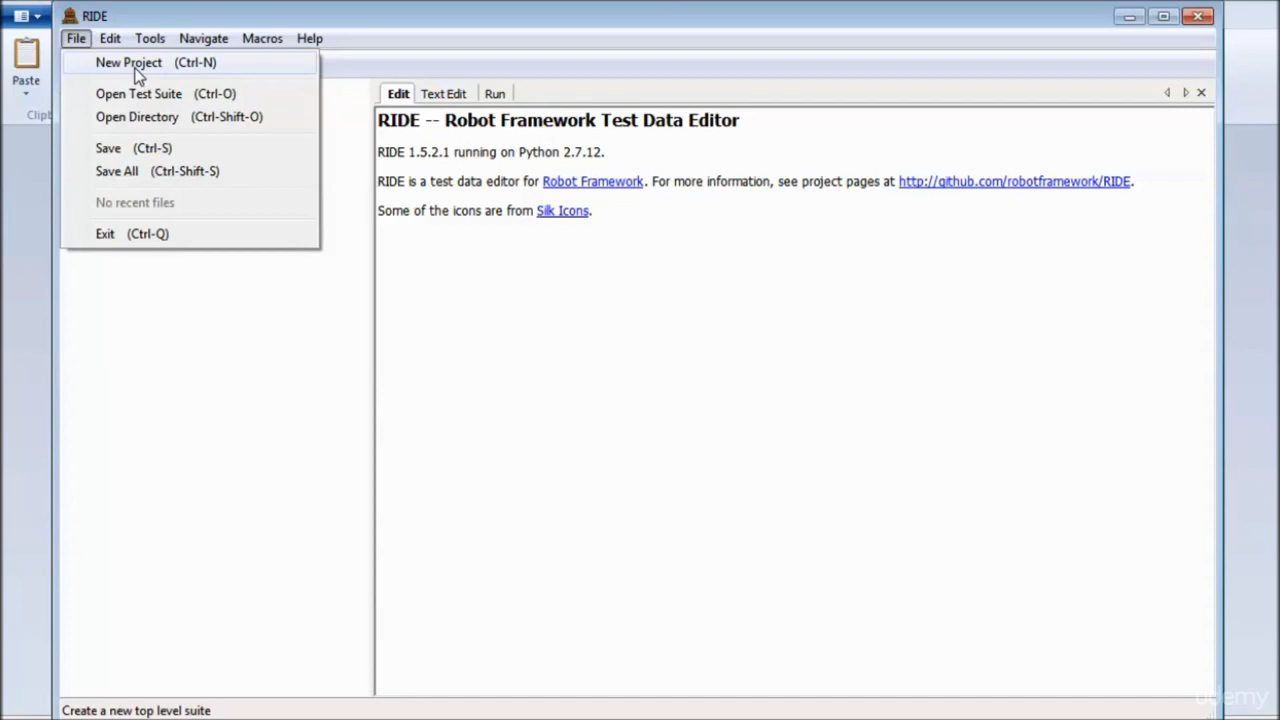 RIDE
File Edit Tools Navigate Macros Help
New Project (Ctrl-N)
Open Test Suite (Ctrl-O)
Open Directory (Ctrl-Shift-O)
Save (Ctrl-S)
Save All (Ctrl-Shift-S)
No recent files
Exit (Ctrl-Q)
Paste
Clipb
Edit Text Edit Run
RIDE -- Robot Framework Test Data Editor
RIDE 1.5.2.1 running on Python 2.7.12.
RIDE is a test data editor for Robot Framework. For more information, see project pages at http://github.com/robotframework/RIDE.
Some of the icons are from Silk Icons.
Create a new top level suite
udemy